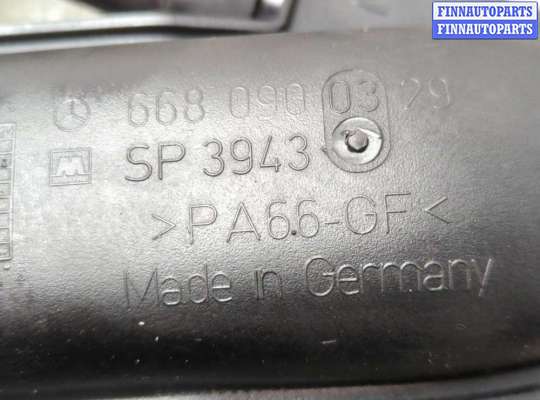 FINNAUTOPARTS
FINNAUTOPARTS
668 090 03 29
SP 3943
>PA66-GF<
Made in Germany